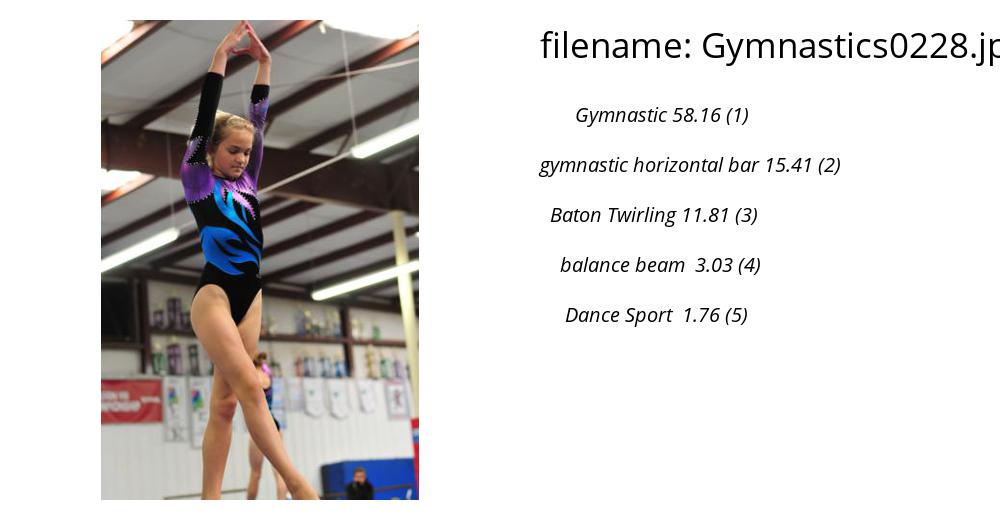 filename: Gymnastics0228.jp
Gymnastic 58.16 (1)
gymnastic horizontal bar 15.41 (2)
Baton Twirling 11.81 (3)
balance beam 3.03 (4)
Dance Sport 1.76 (5)